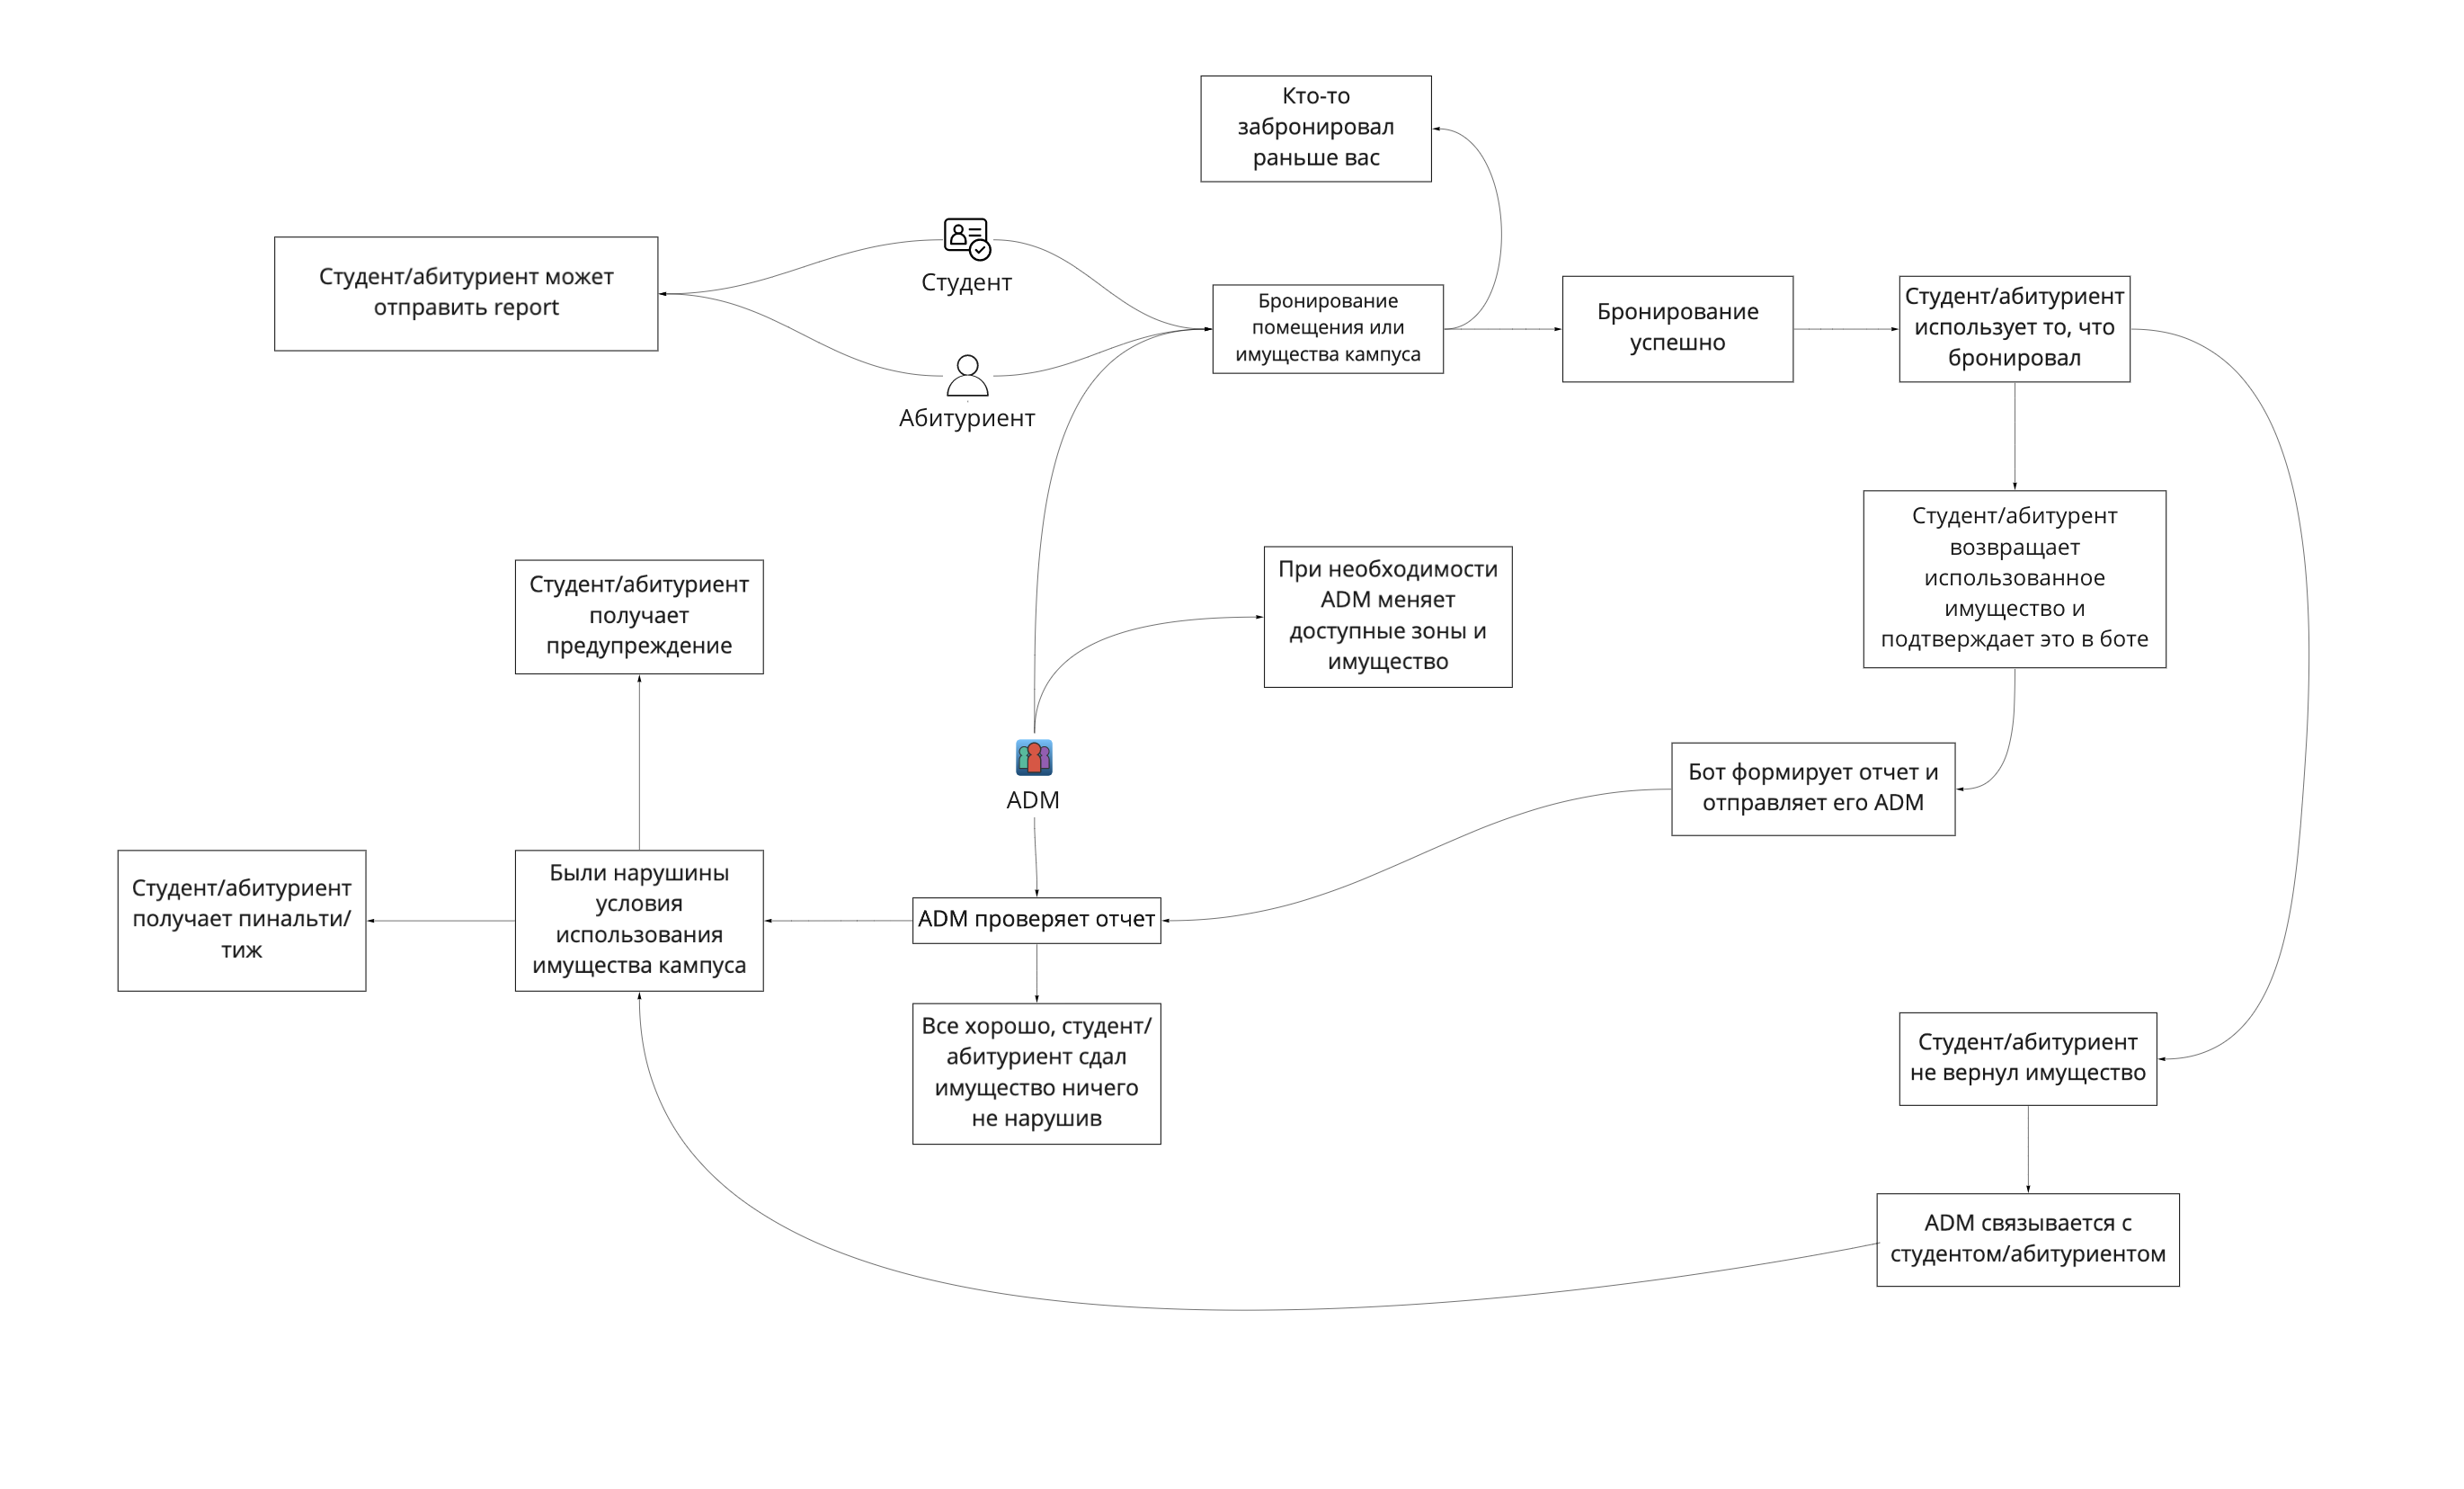 Кто-то
забронировал
раньше вас
Студент
Студент/абитуриент может
отправить report
Абитуриент
Бронирование
помещения или
имущества кампуса
Бронирование
успешно
Студент/абитуриент
использует то, что
бронировал
Студент/абитурент
возвращает
использованное
имущество и
подтверждает это в боте
При необходимости
ADM меняет
доступные зоны и
имущество
Студент/абитуриент
получает
предупреждение
ADM
Бот формирует отчет и
отправляет его ADM
Студент/абитуриент
получает пинальти/
тиж
Были нарушины
условия
использования
имущества кампуса
ADM проверяет отчет
Все хорошо, студент/
абитуриент сдал
имущество ничего
не нарушив
Студент/абитуриент
не вернул имущество
ADM связывается с
студентом/абитуриентом